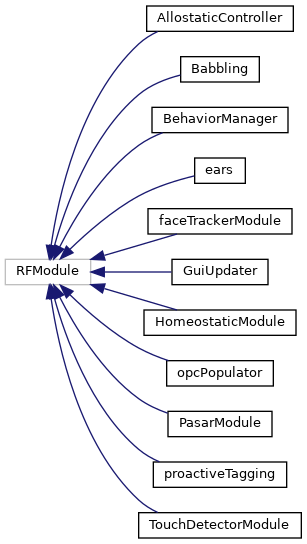 AllostaticController
Babbling
BehaviorManager
ears
faceTrackerModule
RFModule
GuiUpdater
HomeostaticModule
opcPopulator
PasarModule
proactiveTagging
TouchDetectorModule